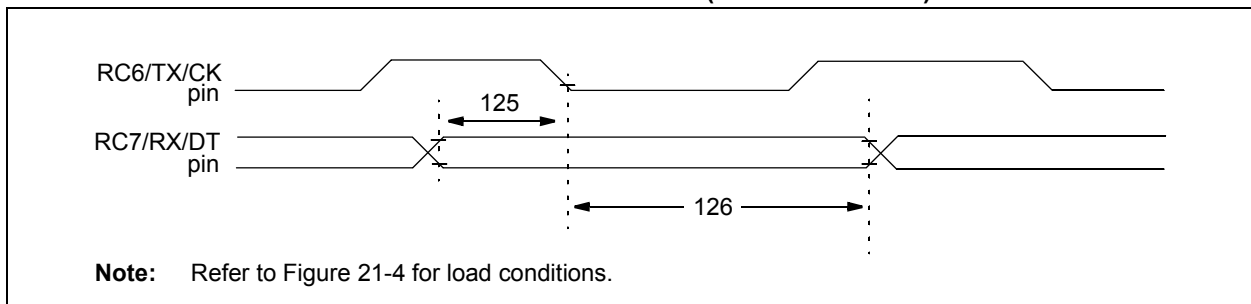 RC6/TX/CK
pin
125
RC7/RX/DT
pin
126
Note: Refer to Figure 21-4 for load conditions.